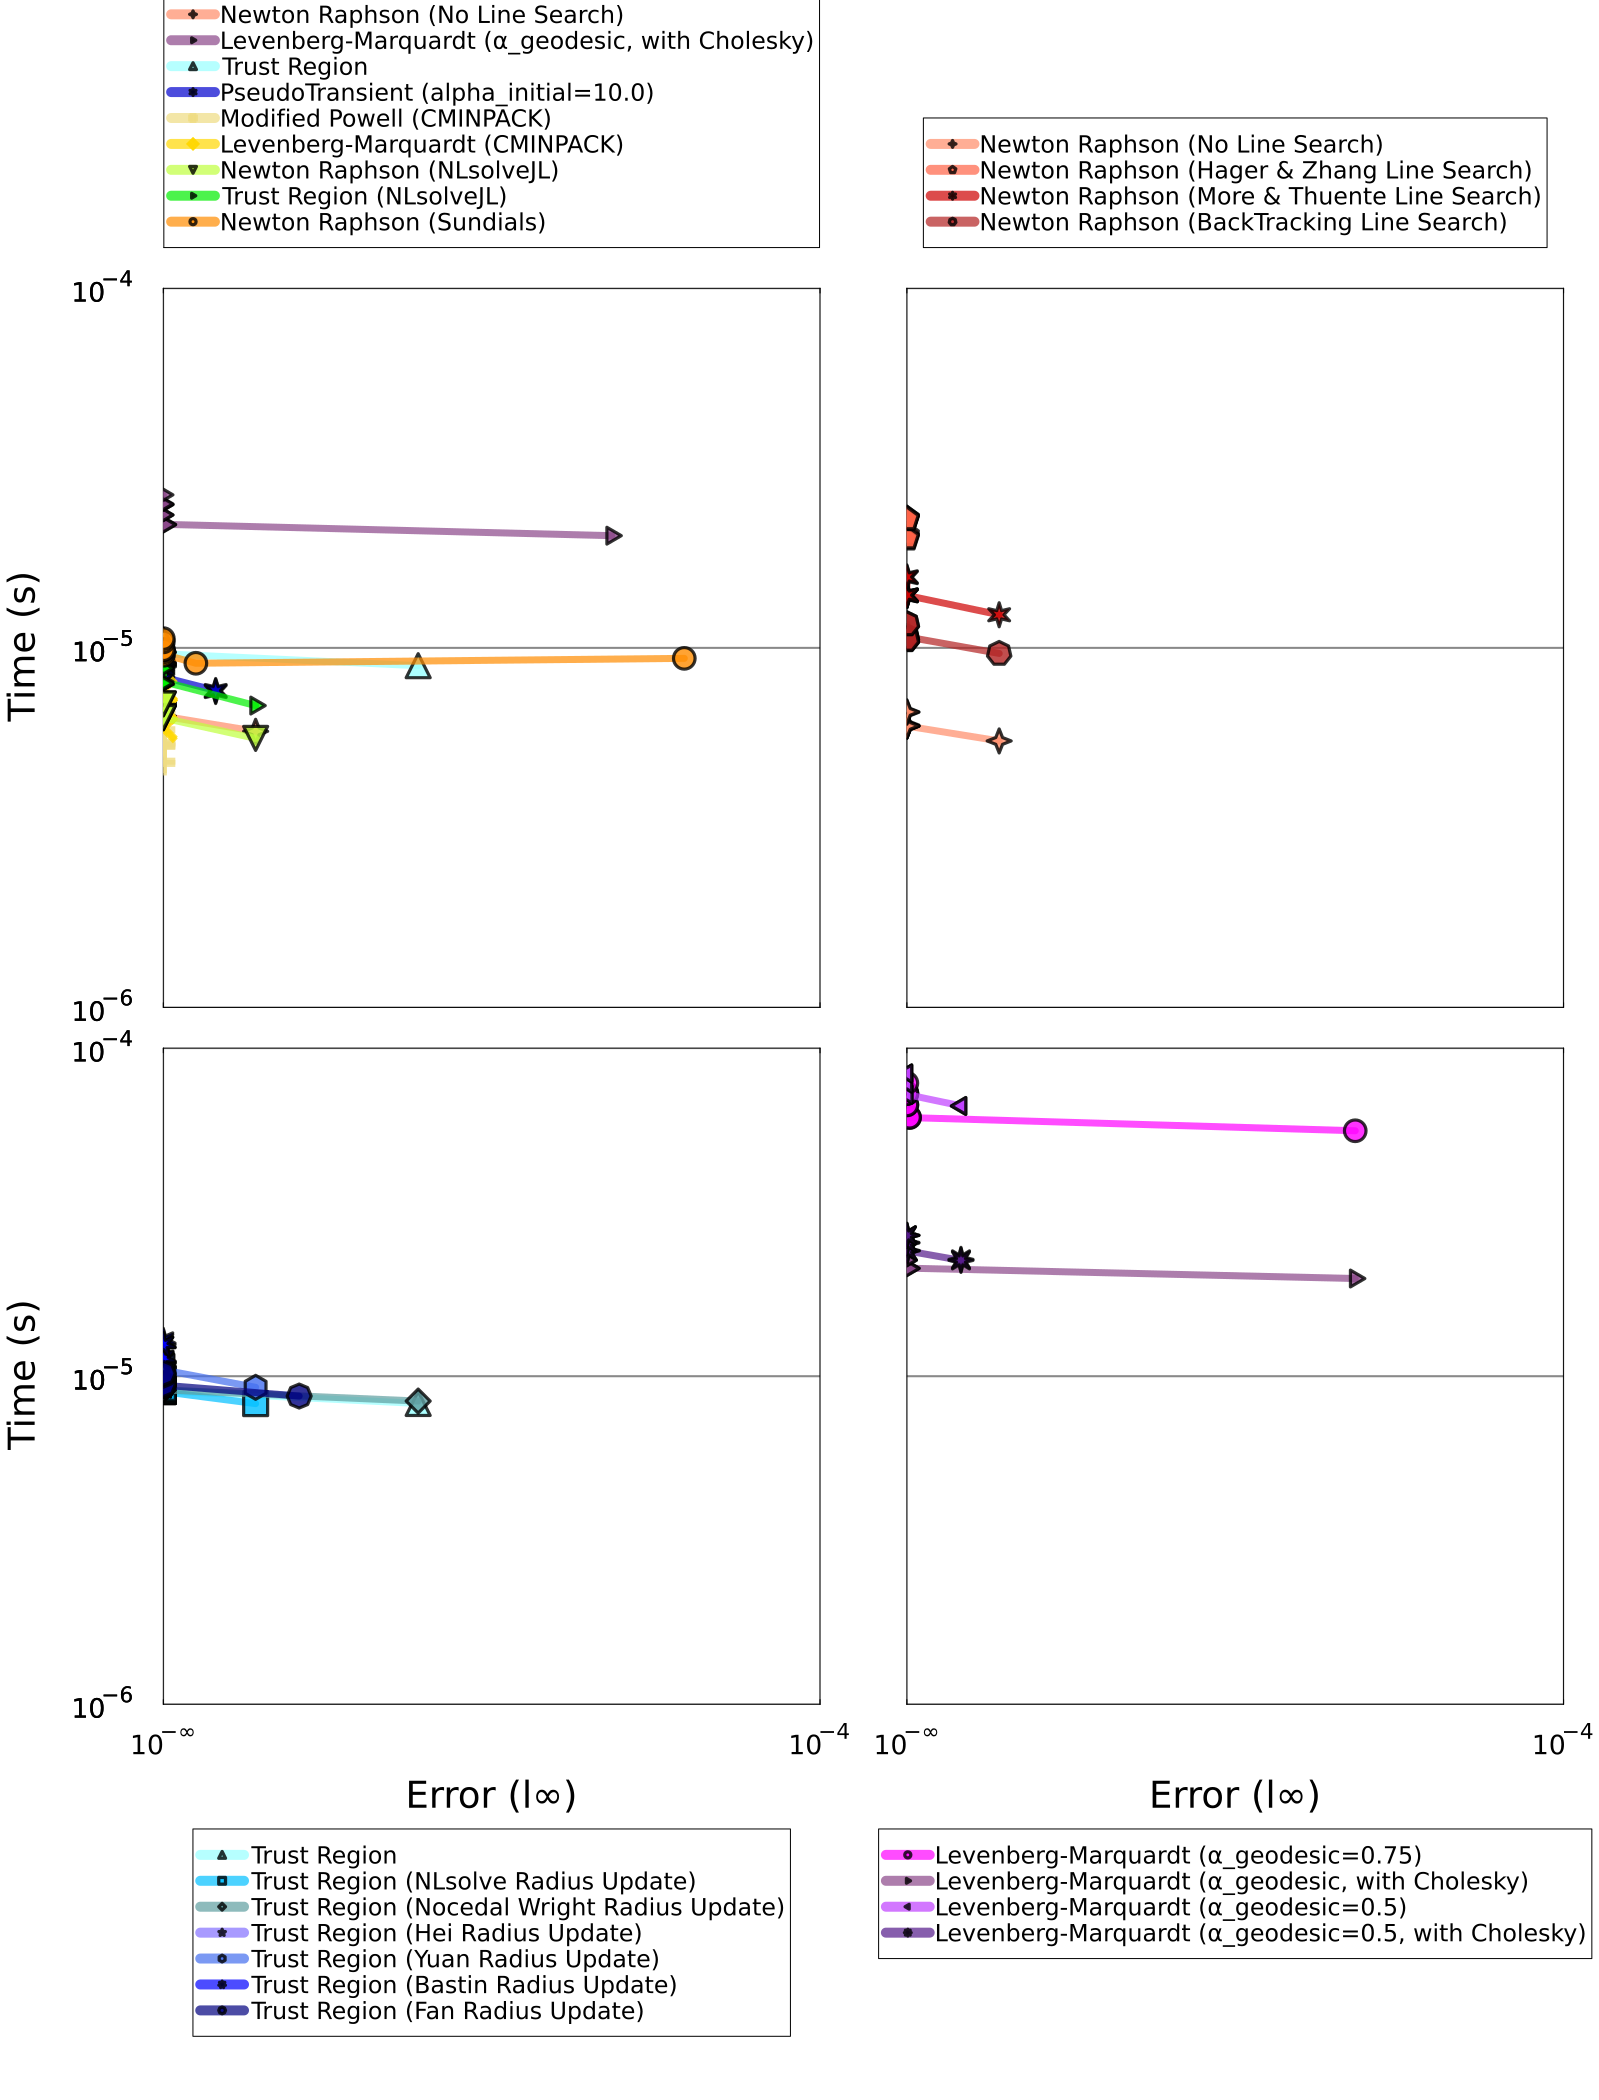 Newton Raphson (No Line Search)
Levenberg-Marquardt (α_geodesic, with Cholesky)
Trust Region
PseudoTransient (alpha_initial=10.0)
Modified Powell (CMINPACK)
Levenberg-Marquardt (CMINPACK)
Newton Raphson (NLsolveJL)
Trust Region (NLsolveJL)
Newton Raphson (Sundials)
Newton Raphson (No Line Search)
Newton Raphson (Hager & Zhang Line Search)
Newton Raphson (More & Thuente Line Search)
Newton Raphson (BackTracking Line Search)
10⁻⁴
10⁻⁵
10⁻⁶
Time (s)
10⁻⁴
10⁻⁵
10⁻⁶
Time (s)
10^−∞
10⁻⁴
10^−∞
10⁻⁴
Error (l∞)
Error (l∞)
Trust Region
Trust Region (NLsolve Radius Update)
Trust Region (Nocedal Wright Radius Update)
Trust Region (Hei Radius Update)
Trust Region (Yuan Radius Update)
Trust Region (Bastin Radius Update)
Trust Region (Fan Radius Update)
Levenberg-Marquardt (α_geodesic=0.75)
Levenberg-Marquardt (α_geodesic, with Cholesky)
Levenberg-Marquardt (α_geodesic=0.5)
Levenberg-Marquardt (α_geodesic=0.5, with Cholesky)